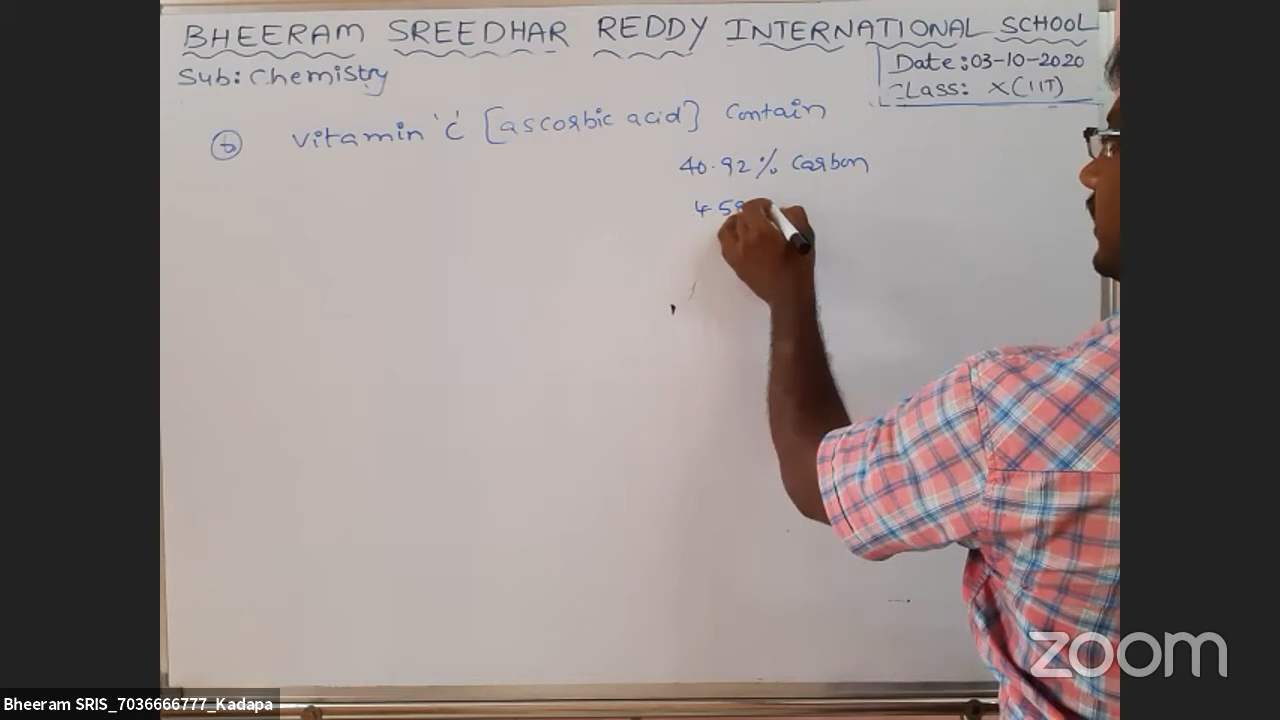 BHEERAM SREEDHAR REDDY INTERNATIONAL SCHOOL
Sub: Chemistry
Date: 03-10-2020
Class: X(IIT)
Vitamin 'C' [ascorbic acid] Contain
40.92% Carbon
4.58
zoom
Bheeram SRIS_7036666777_Kadapa